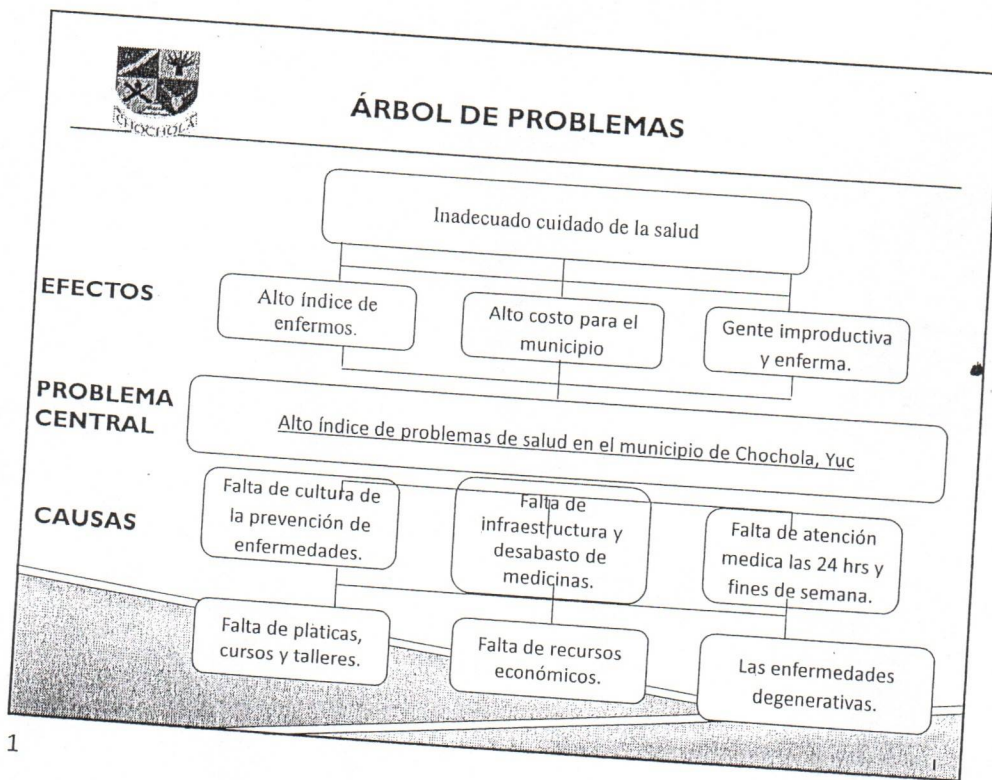 CHOCHOLÁ
ÁRBOL DE PROBLEMAS
Inadecuado cuidado de la salud
EFECTOS
Alto índice de
enfermos.
Alto costo para el
municipio
Gente improductiva
y enferma.
PROBLEMA
CENTRAL
Alto índice de problemas de salud en el municipio de Chochola, Yuc
CAUSAS
Falta de cultura de
la prevención de
enfermedades.
Falta de
infraestructura y
desabasto de
medicinas.
Falta de atención
medica las 24 hrs y
fines de semana.
Falta de platicas,
cursos y talleres.
Falta de recursos
económicos.
Las enfermedades
degenerativas.
1
1